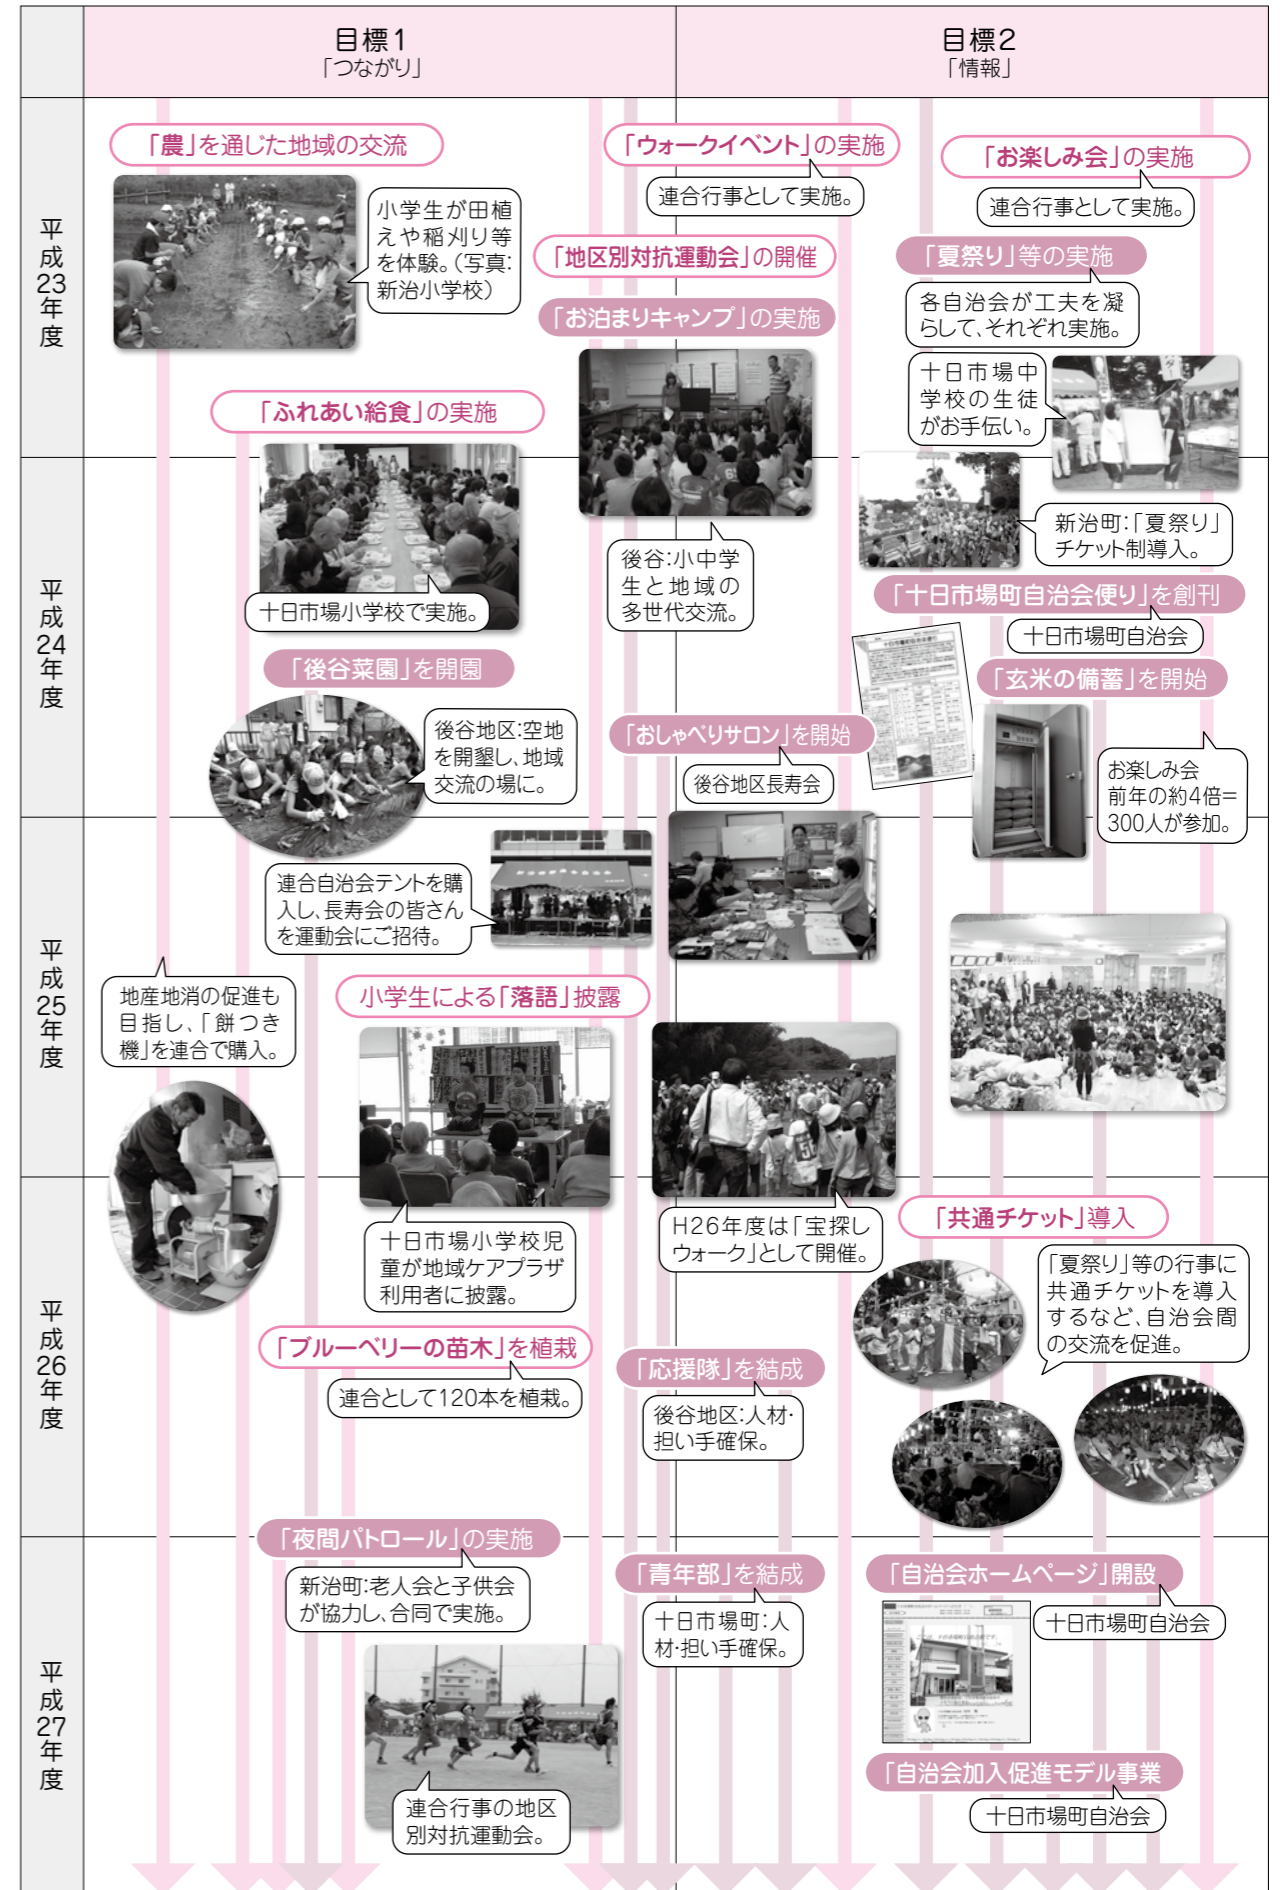 目標1
「つながり」
目標2
「情報」
平成23年度
「農」を通じた地域の交流
小学生が田植
えや稲刈り等
を体験。(写真:
新治小学校)
「ウォークイベント」の実施
連合行事として実施。
「お楽しみ会」の実施
連合行事として実施。
「地区別対抗運動会」の開催
「お泊まりキャンプ」の実施
「夏祭り」等の実施
各自治会が工夫を凝
らして、それぞれ実施。
十日市場中
学校の生徒
がお手伝い。
「ふれあい給食」の実施
平成24年度
十日市場小学校で実施。
後谷:小中学
生と地域の
多世代交流。
新治町:「夏祭り」
チケット制導入。
「十日市場町自治会便り」を創刊
十日市場町自治会
「後谷菜園」を開園
後谷地区:空地
を開墾し、地域
交流の場に。
「玄米の備蓄」を開始
「おしゃべりサロン」を開始
後谷地区長寿会
お楽しみ会
前年の約4倍=
300人が参加。
平成25年度
連合自治会テントを購
入し、長寿会の皆さん
を運動会にご招待。
地産地消の促進も
目指し、「餅つき
機」を連合で購入。
小学生による「落語」披露
平成26年度
十日市場小学校児
童が地域ケアプラザ
利用者に披露。
H26年度は「宝探し
ウォーク」として開催。
「共通チケット」導入
「夏祭り」等の行事に
共通チケットを導入
するなど、自治会間
の交流を促進。
「ブルーベリーの苗木」を植栽
連合として120本を植栽。
「応援隊」を結成
後谷地区:人材・
担い手確保。
平成27年度
「夜間パトロール」の実施
新治町:老人会と子供会
が協力し、合同で実施。
「青年部」を結成
十日市場町:人
材・担い手確保。
「自治会ホームページ」開設
十日市場町自治会
連合行事の地区
別対抗運動会。
「自治会加入促進モデル事業
十日市場町自治会